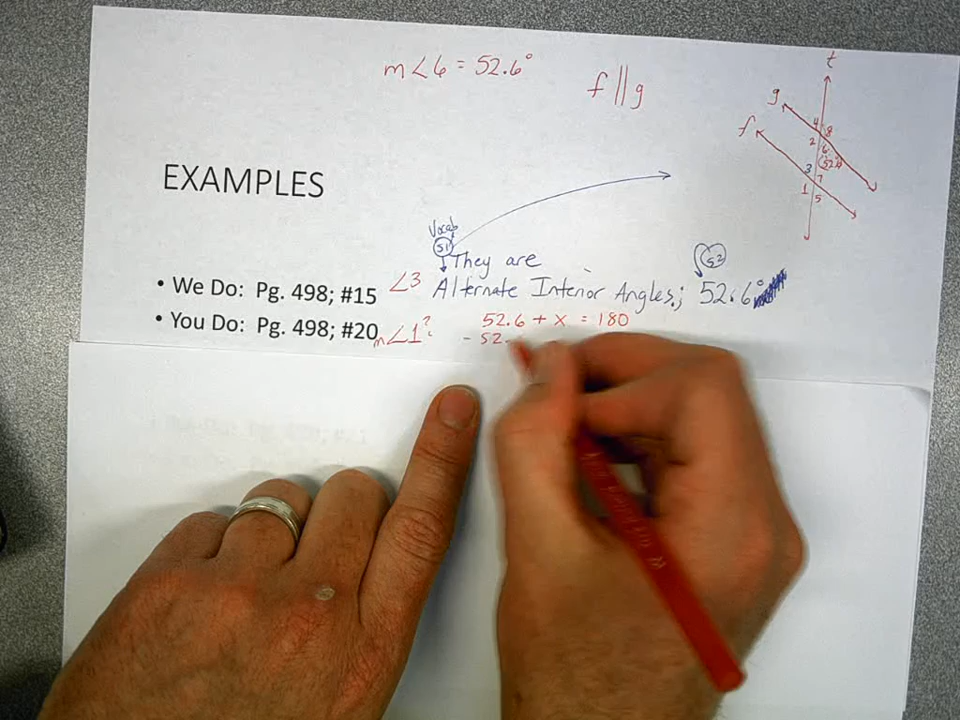 m∠6 = 52.6°
f || g
t
g
f
4 8
2 6
52.6
3 7
1 5
EXAMPLES
Vocab
S1
They are
S2
• We Do: Pg. 498; #15
∠3 Alternate Interior Angles; 52.6°
• You Do: Pg. 498; #20
m∠1? 52.6 + x = 180
- 52.